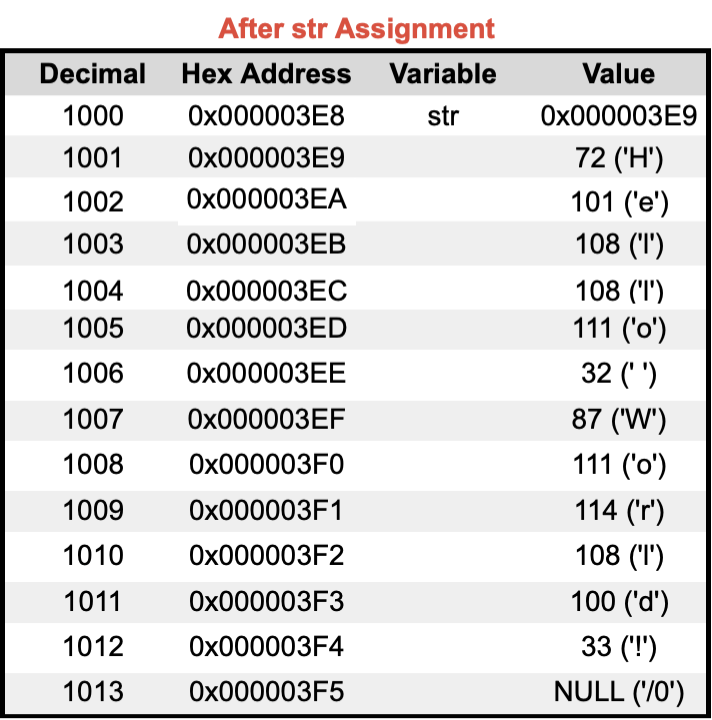 After str Assignment
Decimal Hex Address Variable Value
1000 0x000003E8 str 0x000003E9
1001 0x000003E9 72 ('H')
1002 0x000003EA 101 ('e')
1003 0x000003EB 108 ('l')
1004 0x000003EC 108 ('l')
1005 0x000003ED 111 ('o')
1006 0x000003EE 32 (' ')
1007 0x000003EF 87 ('W')
1008 0x000003F0 111 ('o')
1009 0x000003F1 114 ('r')
1010 0x000003F2 108 ('l')
1011 0x000003F3 100 ('d')
1012 0x000003F4 33 ('!')
1013 0x000003F5 NULL ('/0')